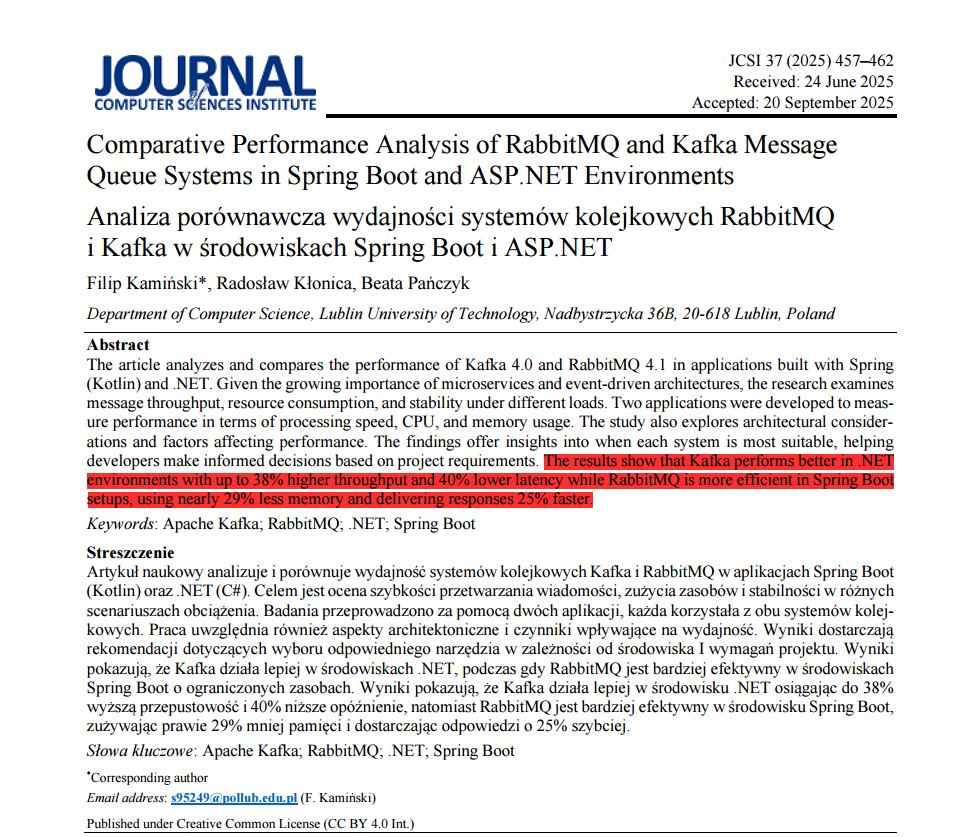 JOURNAL
of
COMPUTER SCIENCES INSTITUTE
JCSI 37 (2025) 457–462
Received: 24 June 2025
Accepted: 20 September 2025
Comparative Performance Analysis of RabbitMQ and Kafka Message
Queue Systems in Spring Boot and ASP.NET Environments
Analiza porównawcza wydajności systemów kolejkowych RabbitMQ
i Kafka w środowiskach Spring Boot i ASP.NET
Filip Kamiński*, Radosław Kłonica, Beata Pańczyk
Department of Computer Science, Lublin University of Technology, Nadbystrzycka 36B, 20-618 Lublin, Poland
Abstract
The article analyzes and compares the performance of Kafka 4.0 and RabbitMQ 4.1 in applications built with Spring
(Kotlin) and .NET. Given the growing importance of microservices and event-driven architectures, the research examines
message throughput, resource consumption, and stability under different loads. Two applications were developed to meas-
ure performance in terms of processing speed, CPU, and memory usage. The study also explores architectural consider-
ations and factors affecting performance. The findings offer insights into when each system is most suitable, helping
developers make informed decisions based on project requirements. The results show that Kafka performs better in .NET
environments with up to 38% higher throughput and 40% lower latency while RabbitMQ is more efficient in Spring Boot
setups, using nearly 29% less memory and delivering responses 25% faster.
Keywords: Apache Kafka; RabbitMQ; .NET; Spring Boot
Streszczenie
Artykuł naukowy analizuje i porównuje wydajność systemów kolejkowych Kafka i RabbitMQ w aplikacjach Spring Boot
(Kotlin) oraz .NET (C#). Celem jest ocena szybkości przetwarzania wiadomości, zużycia zasobów i stabilności w różnych
scenariuszach obciążenia. Badania przeprowadzono za pomocą dwóch aplikacji, każda korzystała z obu systemów kolej-
kowych. Praca uwzględnia również aspekty architektoniczne i czynniki wpływające na wydajność. Wyniki dostarczają
rekomendacji dotyczących wyboru odpowiedniego narzędzia w zależności od środowiska I wymagań projektu. Wyniki
pokazują, że Kafka działa lepiej w środowiskach .NET, podczas gdy RabbitMQ jest bardziej efektywny w środowiskach
Spring Boot o ograniczonych zasobach. Wyniki pokazują, że Kafka działa lepiej w środowisku .NET osiągając do 38%
wyższą przepustowość i 40% niższe opóźnienie, natomiast RabbitMQ jest bardziej efektywny w środowisku Spring Boot,
zużywając prawie 29% mniej pamięci i dostarczając odpowiedzi o 25% szybciej.
Słowa kluczowe: Apache Kafka; RabbitMQ; .NET; Spring Boot
*Corresponding author
Email address: s95249@pollub.edu.pl (F. Kamiński)
Published under Creative Common License (CC BY 4.0 Int.)